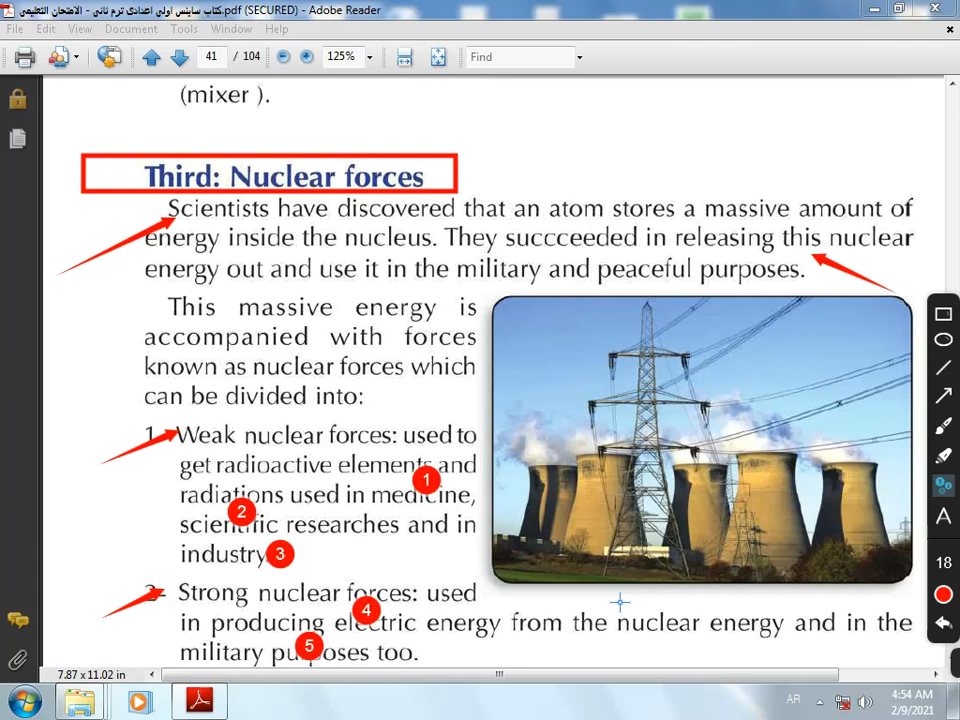 كتاب ساينس اولي اعدادى ترم ثاني - الامتحان التعليمي.pdf (SECURED) - Adobe Reader
File Edit View Document Tools Window Help
41 / 104 125% Find
(mixer ).
Third: Nuclear forces
Scientists have discovered that an atom stores a massive amount of
energy inside the nucleus. They succceeded in releasing this nuclear
energy out and use it in the military and peaceful purposes.
This massive energy is
accompanied with forces
known as nuclear forces which
can be divided into:
1- Weak nuclear forces: used to
get radioactive elements and
1
radiations used in medicine,
2
scientific researches and in
industry.
3
2- Strong nuclear forces: used
4
in producing electric energy from the nuclear energy and in the
5
military purposes too.
A
18
7.87 x 11.02 in
AR
4:54 AM
2/9/2021